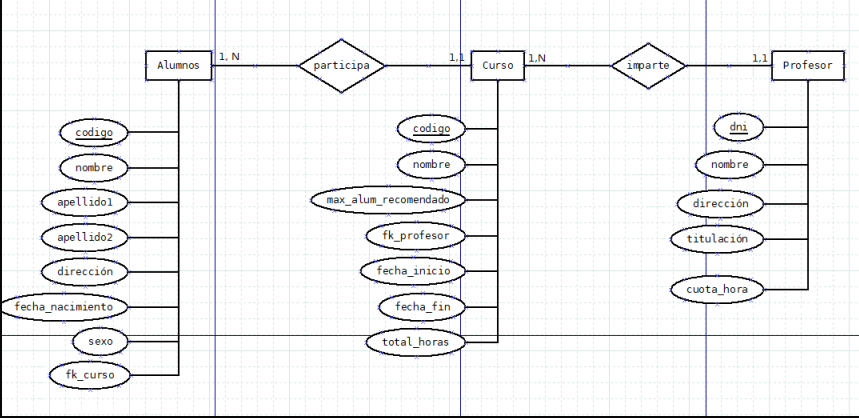 Alumnos
1, N
participa
1,1
Curso
1,N
imparte
1,1
Profesor
codigo
nombre
apellido1
apellido2
dirección
fecha_nacimiento
sexo
fk_curso
codigo
nombre
max_alum_recomendado
fk_profesor
fecha_inicio
fecha_fin
total_horas
dni
nombre
dirección
titulación
cuota_hora